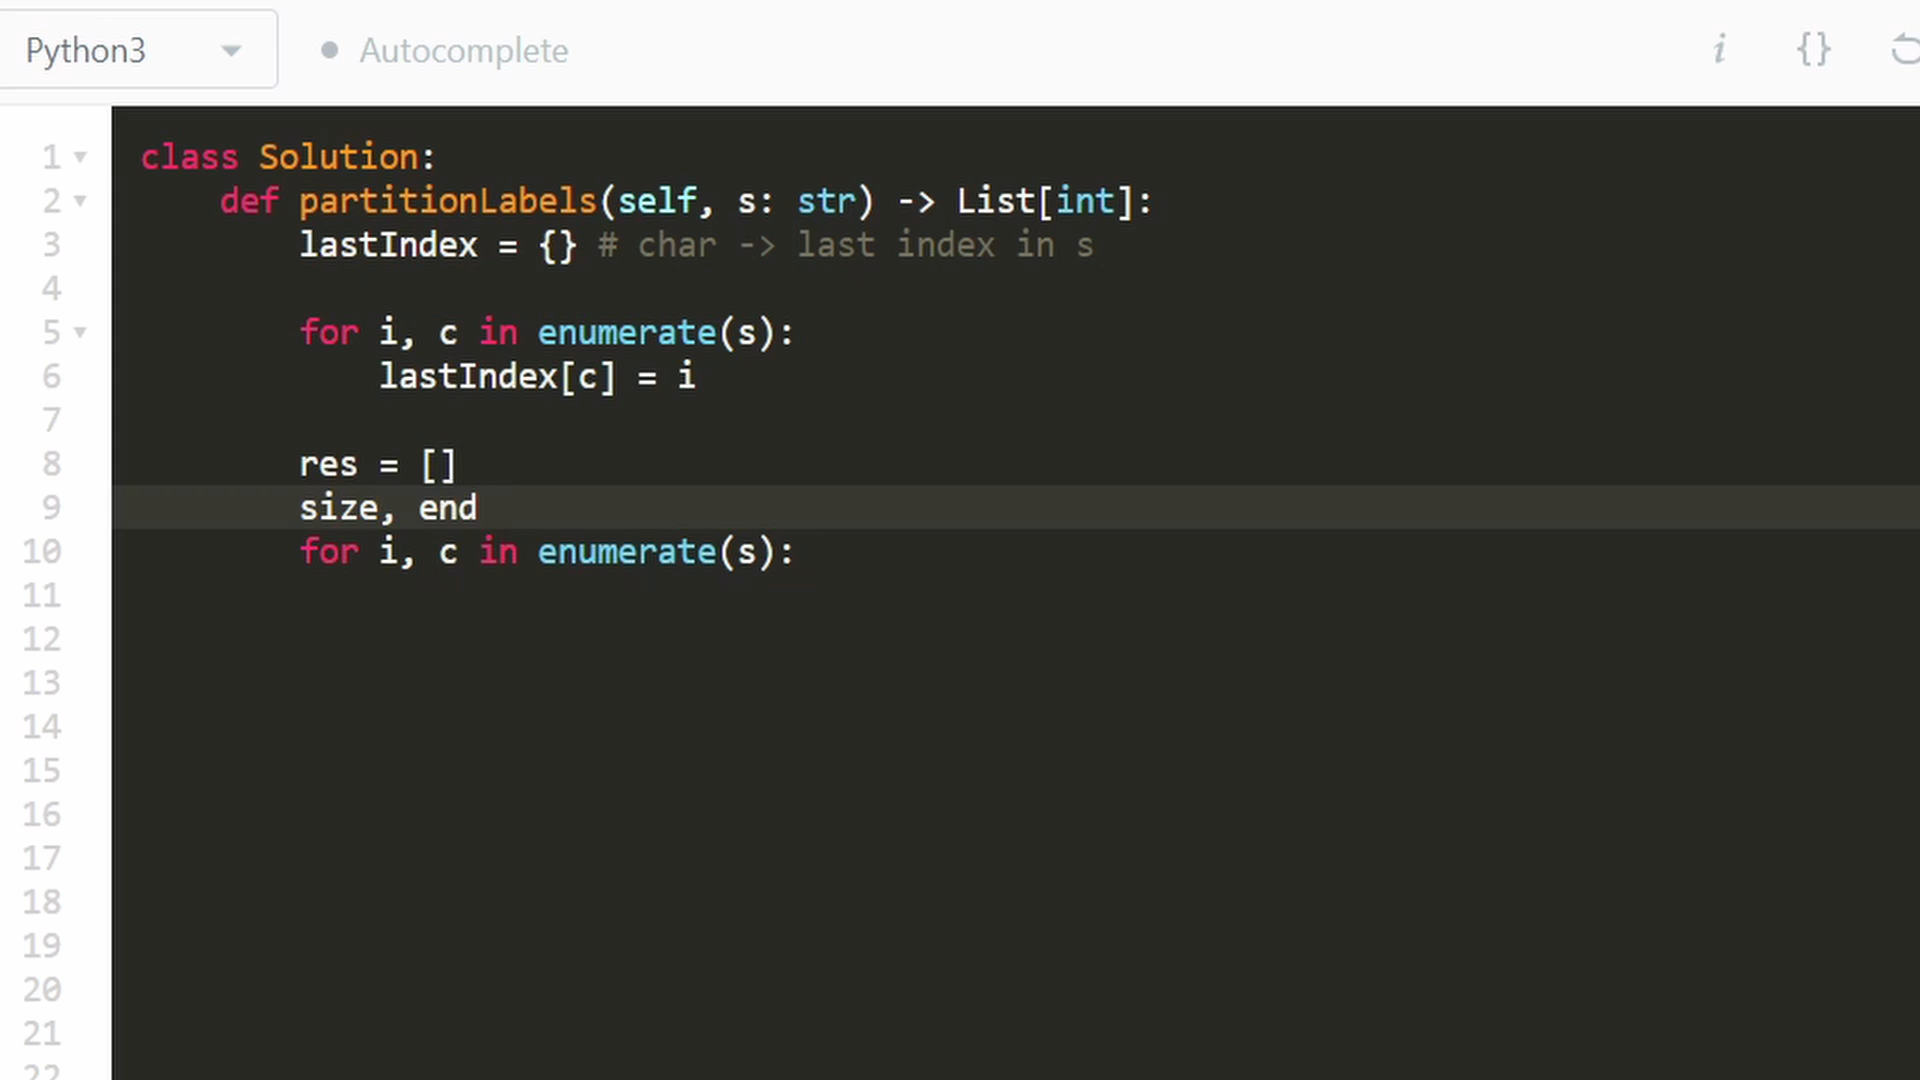 Python3
Autocomplete
i
{}
1 class Solution:
2 def partitionLabels(self, s: str) -> List[int]:
3 lastIndex = {} # char -> last index in s
4
5 for i, c in enumerate(s):
6 lastIndex[c] = i
7
8 res = []
9 size, end
10 for i, c in enumerate(s):
11
12
13
14
15
16
17
18
19
20
21
22